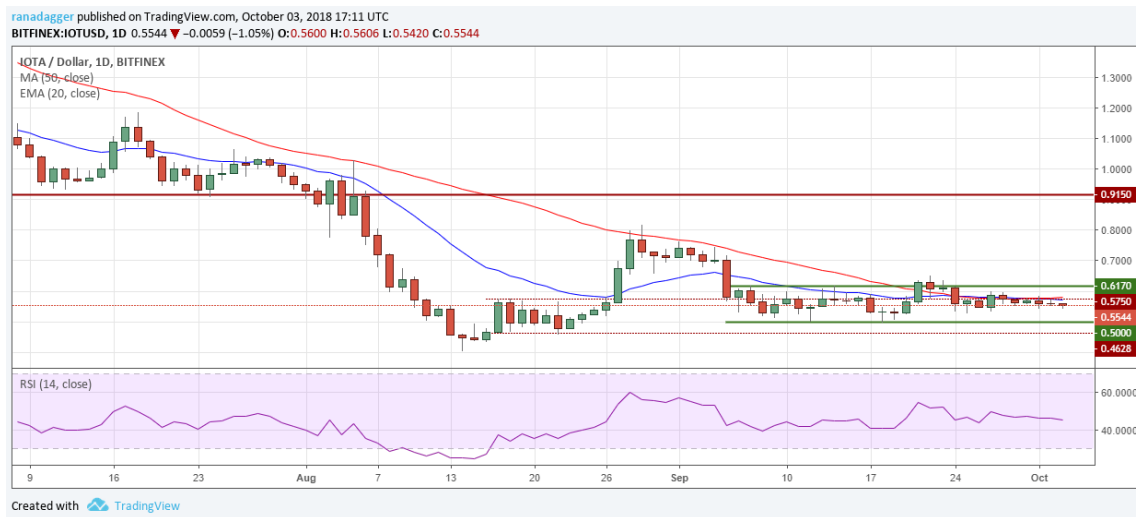 ranadagger published on TradingView.com, October 03, 2018 17:11 UTC
BITFINEX:IOTUSD, 1D 0.5544 ▼ −0.0059 (−1.05%) O:0.5600 H:0.5606 L:0.5420 C:0.5544
IOTA / Dollar, 1D, BITFINEX
MA (50, close)
EMA (20, close)
1.3000
1.2000
1.1000
1.0000
0.9150
0.8000
0.7000
0.6170
0.5750
0.5544
0.5000
0.4628
RSI (14, close)
60.0000
40.0000
9 16 23 Aug 7 13 20 26 Sep 10 17 24 Oct
Created with TradingView